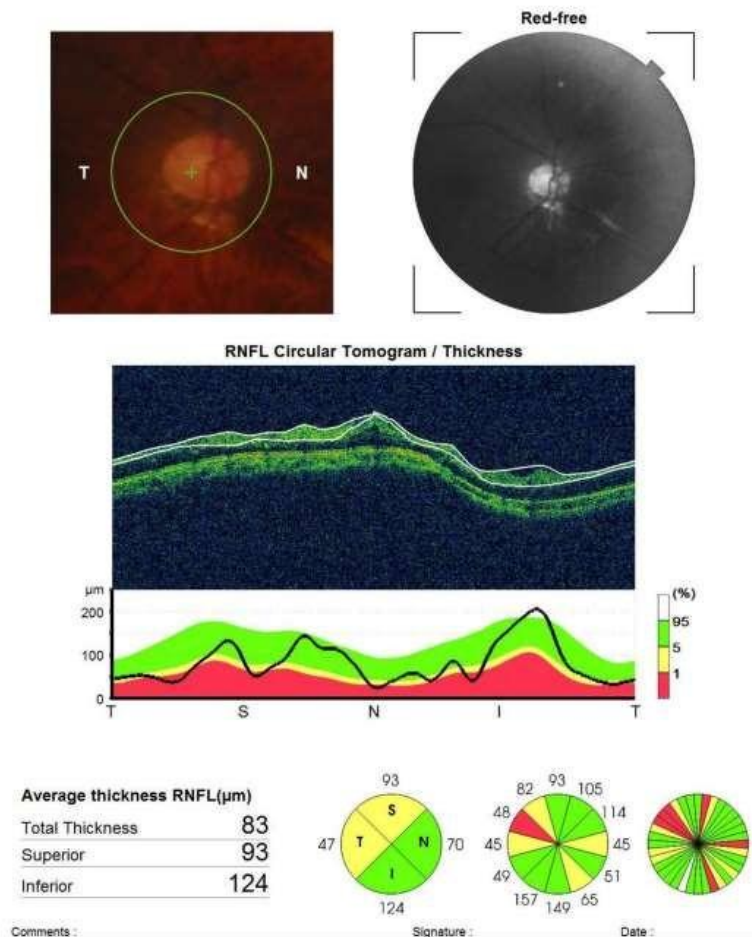 Red-free
T
N
RNFL Circular Tomogram / Thickness
μm
200
100
0
T S N I T
(%)
95
5
1
Average thickness RNFL(μm)
Total Thickness 83
Superior 93
Inferior 124
93
S
47 T N 70
I
124
82 93 105
48 114
45 45
49 51
157 149 65
Comments :
Signature :
Date :